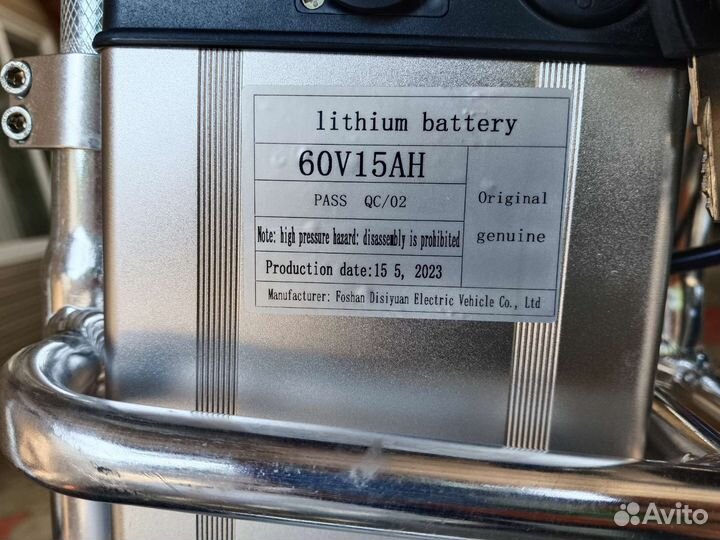 lithium battery
60V15AH
PASS QC/02
Note: high pressure hazard: disassembly is prohibited
Production date:15 5, 2023
Original
genuine
Manufacturer: Foshan Disiyuan Electric Vehicle Co., Ltd
Avito